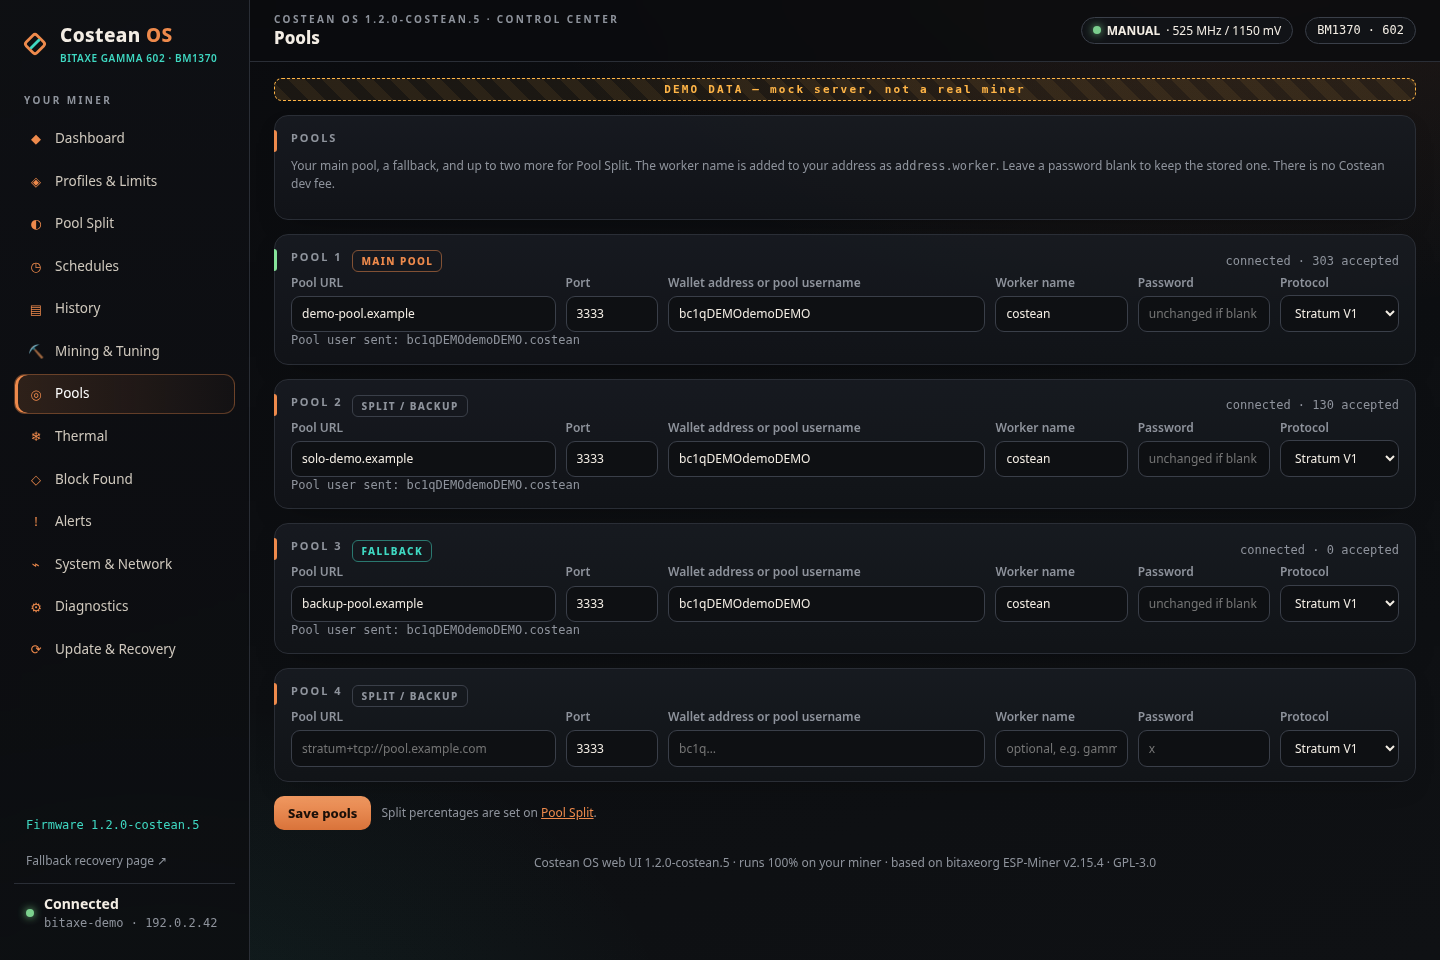 Costean OS
BITAXE GAMMA 602 · BM1370
YOUR MINER
Dashboard
Profiles & Limits
Pool Split
Schedules
History
Mining & Tuning
Pools
Thermal
Block Found
Alerts
System & Network
Diagnostics
Update & Recovery
Firmware 1.2.0-costean.5
Fallback recovery page ↗
Connected
bitaxe-demo · 192.0.2.42
COSTEAN OS 1.2.0-COSTEAN.5 · CONTROL CENTER
Pools
MANUAL · 525 MHz / 1150 mV
BM1370 · 602
DEMO DATA — mock server, not a real miner
POOLS
Your main pool, a fallback, and up to two more for Pool Split. The worker name is added to your address as address.worker. Leave a password blank to keep the stored one. There is no Costean
dev fee.
POOL 1 MAIN POOL connected · 303 accepted
Pool URL Port Wallet address or pool username Worker name Password Protocol
demo-pool.example 3333 bc1qDEMOdemoDEMO costean unchanged if blank Stratum V1
Pool user sent: bc1qDEMOdemoDEMO.costean
POOL 2 SPLIT / BACKUP connected · 130 accepted
Pool URL Port Wallet address or pool username Worker name Password Protocol
solo-demo.example 3333 bc1qDEMOdemoDEMO costean unchanged if blank Stratum V1
Pool user sent: bc1qDEMOdemoDEMO.costean
POOL 3 FALLBACK connected · 0 accepted
Pool URL Port Wallet address or pool username Worker name Password Protocol
backup-pool.example 3333 bc1qDEMOdemoDEMO costean unchanged if blank Stratum V1
Pool user sent: bc1qDEMOdemoDEMO.costean
POOL 4 SPLIT / BACKUP
Pool URL Port Wallet address or pool username Worker name Password Protocol
stratum+tcp://pool.example.com 3333 bc1q... optional, e.g. gamm x Stratum V1
Save pools Split percentages are set on Pool Split.
Costean OS web UI 1.2.0-costean.5 · runs 100% on your miner · based on bitaxeorg ESP-Miner v2.15.4 · GPL-3.0